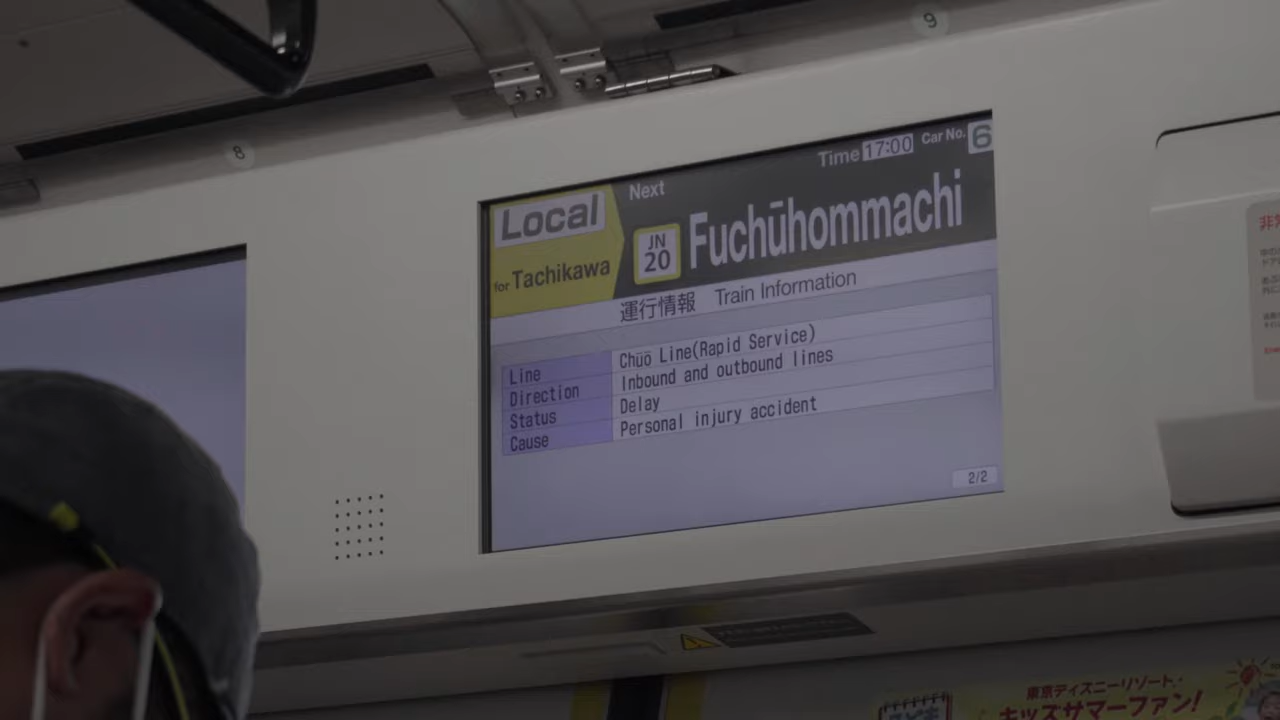 9
8
Time 17:00 Car No. 6
Next
Local
JN
20
Fuchūhommachi
for Tachikawa
運行情報 Train Information
Line Chūō Line(Rapid Service)
Direction Inbound and outbound lines
Status Delay
Cause Personal injury accident
2/2
東京ディズニーリゾート・
キッズサマーファン!